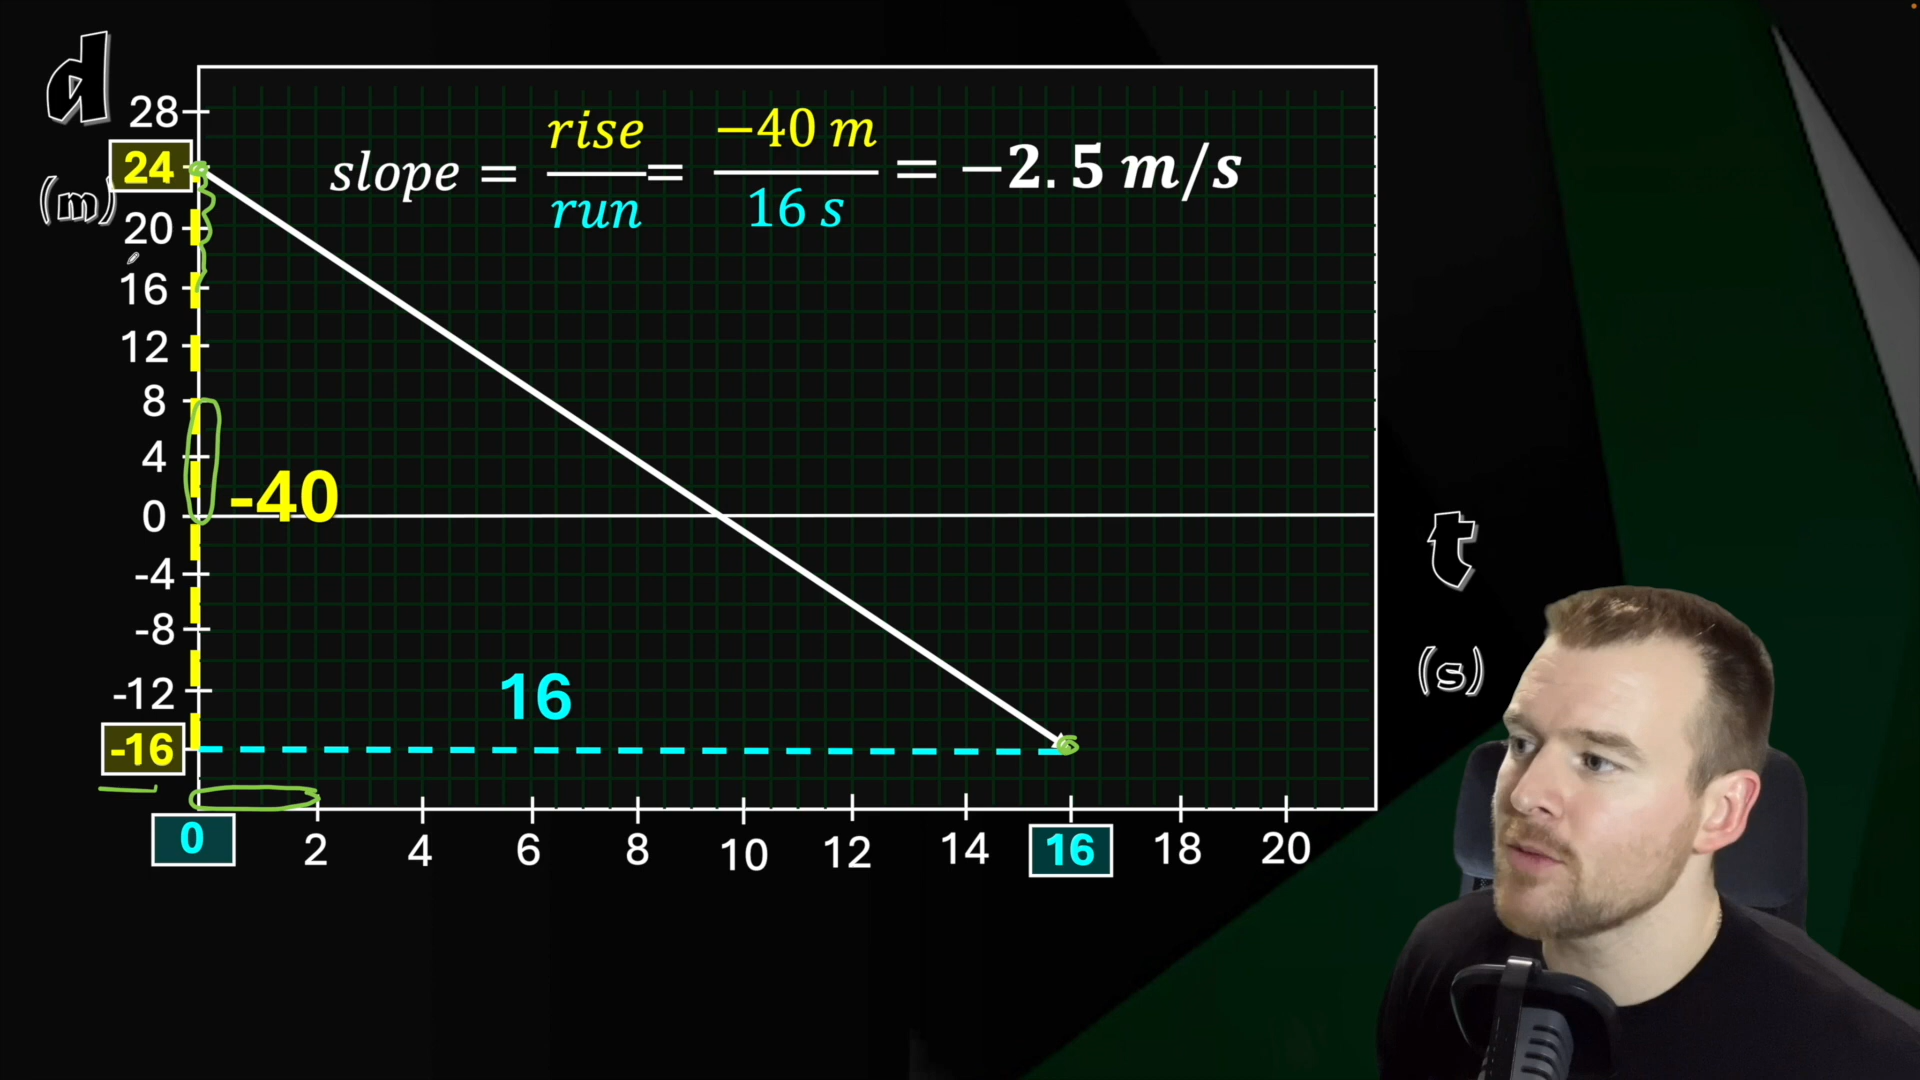 d
(m)
28
24
20
16
12
8
4
0
-4
-8
-12
-16
slope = rise / run = −40 m / 16 s = −2.5 m/s
-40
16
t
(s)
0 2 4 6 8 10 12 14 16 18 20